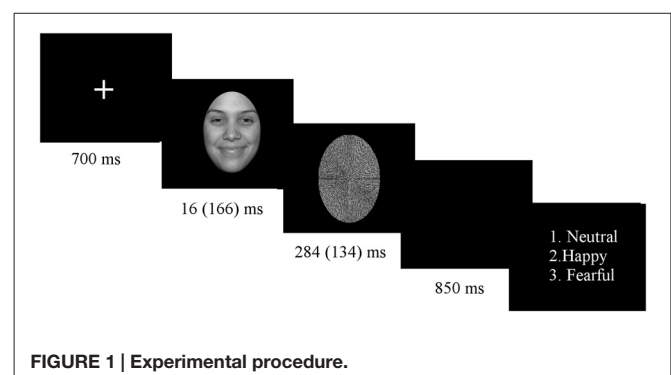 700 ms
16 (166) ms
284 (134) ms
850 ms
1. Neutral
2.Happy
3. Fearful
FIGURE 1 | Experimental procedure.